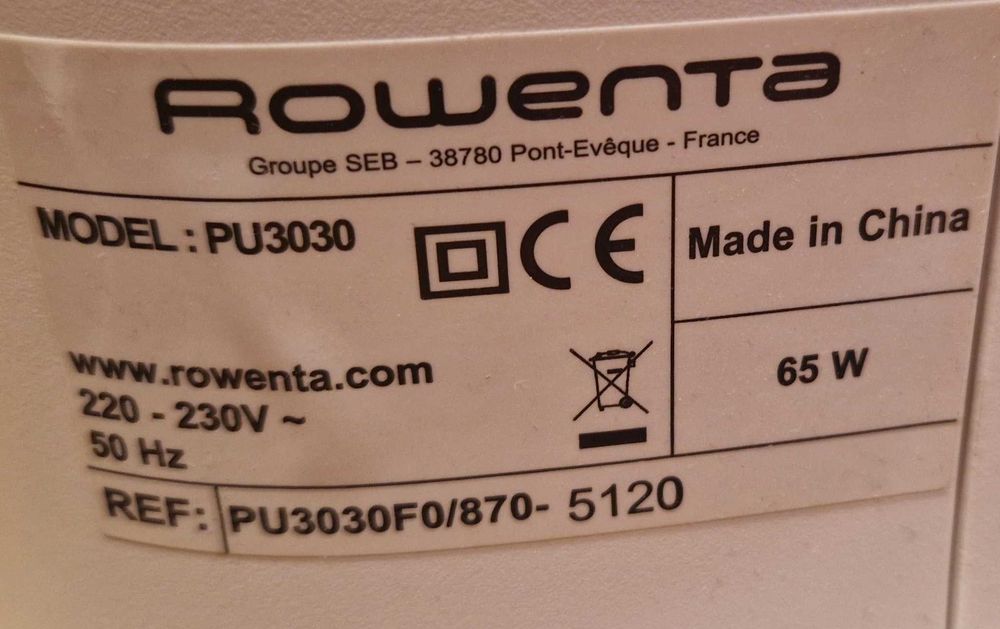 Rowenta
Groupe SEB – 38780 Pont-Evêque - France
MODEL : PU3030
CE
Made in China
www.rowenta.com
220 - 230V ~
50 Hz
65 W
REF: PU3030F0/870- 5120